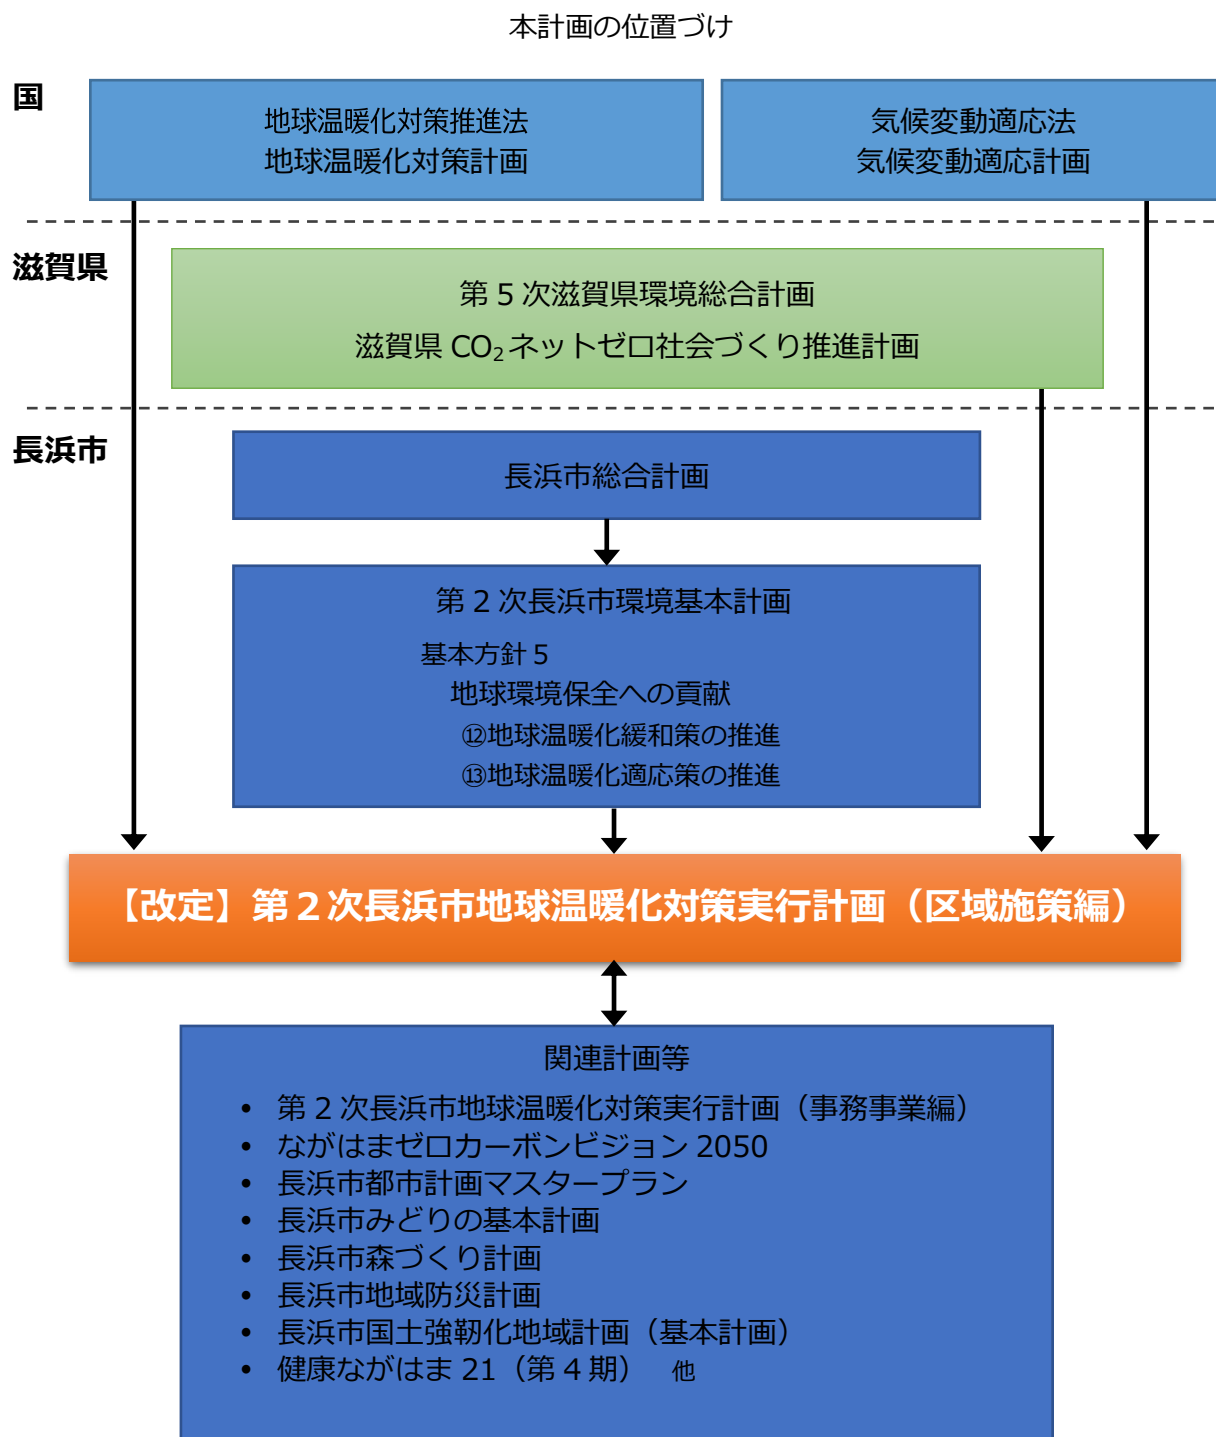 本計画の位置づけ
国
地球温暖化対策推進法
地球温暖化対策計画
気候変動適応法
気候変動適応計画
滋賀県
第5次滋賀県環境総合計画
滋賀県 CO₂ネットゼロ社会づくり推進計画
長浜市
長浜市総合計画
第2次長浜市環境基本計画
基本方針5
地球環境保全への貢献
⑫地球温暖化緩和策の推進
⑬地球温暖化適応策の推進
【改定】第2次長浜市地球温暖化対策実行計画（区域施策編）
関連計画等
• 第2次長浜市地球温暖化対策実行計画（事務事業編）
• ながはまゼロカーボンビジョン 2050
• 長浜市都市計画マスタープラン
• 長浜市みどりの基本計画
• 長浜市森づくり計画
• 長浜市地域防災計画
• 長浜市国土強靭化地域計画（基本計画）
• 健康ながはま 21（第4期） 他